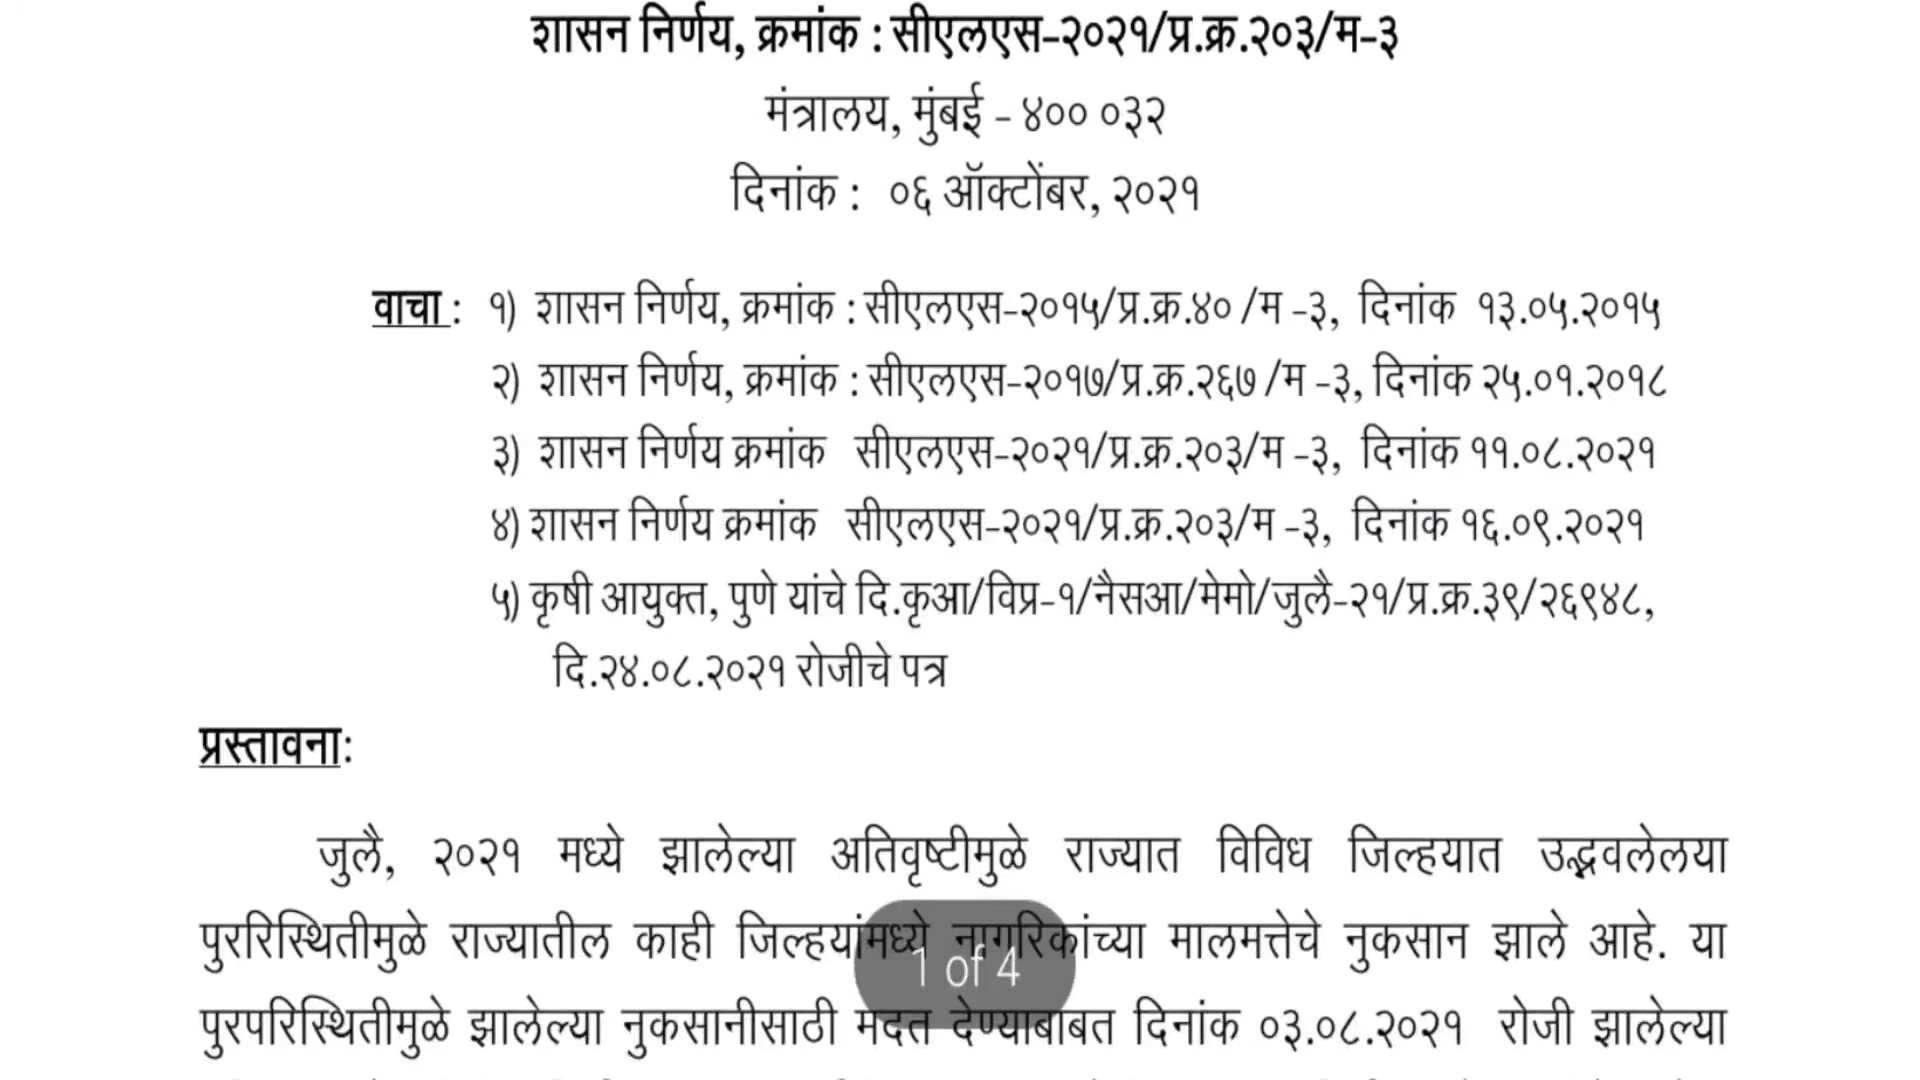 शासन निर्णय, क्रमांक : सीएलएस-२०२१/प्र.क्र.२०३/म-३
मंत्रालय, मुंबई - ४०० ०३२
दिनांक : ०६ ऑक्टोंबर, २०२१
वाचा : १) शासन निर्णय, क्रमांक : सीएलएस-२०१५/प्र.क्र.४० /म -३, दिनांक १३.०५.२०१५
२) शासन निर्णय, क्रमांक : सीएलएस-२०१७/प्र.क्र.२६७ /म -३, दिनांक २५.०१.२०१८
३) शासन निर्णय क्रमांक सीएलएस-२०२१/प्र.क्र.२०३/म -३, दिनांक ११.०८.२०२१
४) शासन निर्णय क्रमांक सीएलएस-२०२१/प्र.क्र.२०३/म -३, दिनांक १६.०९.२०२१
५) कृषी आयुक्त, पुणे यांचे दि.कृआ/विप्र-१/नैसआ/मेमो/जुलै-२१/प्र.क्र.३९/२६९४८,
दि.२४.०८.२०२१ रोजीचे पत्र
प्रस्तावना:
जुलै, २०२१ मध्ये झालेल्या अतिवृष्टीमुळे राज्यात विविध जिल्हयात उद्भवलेलया
पुररिस्थितीमुळे राज्यातील काही जिल्हयांमध्ये नागरिकांच्या मालमत्तेचे नुकसान झाले आहे. या
1 of 4
पुरपरिस्थितीमुळे झालेल्या नुकसानीसाठी मदत देण्याबाबत दिनांक ०३.०८.२०२१ रोजी झालेल्या